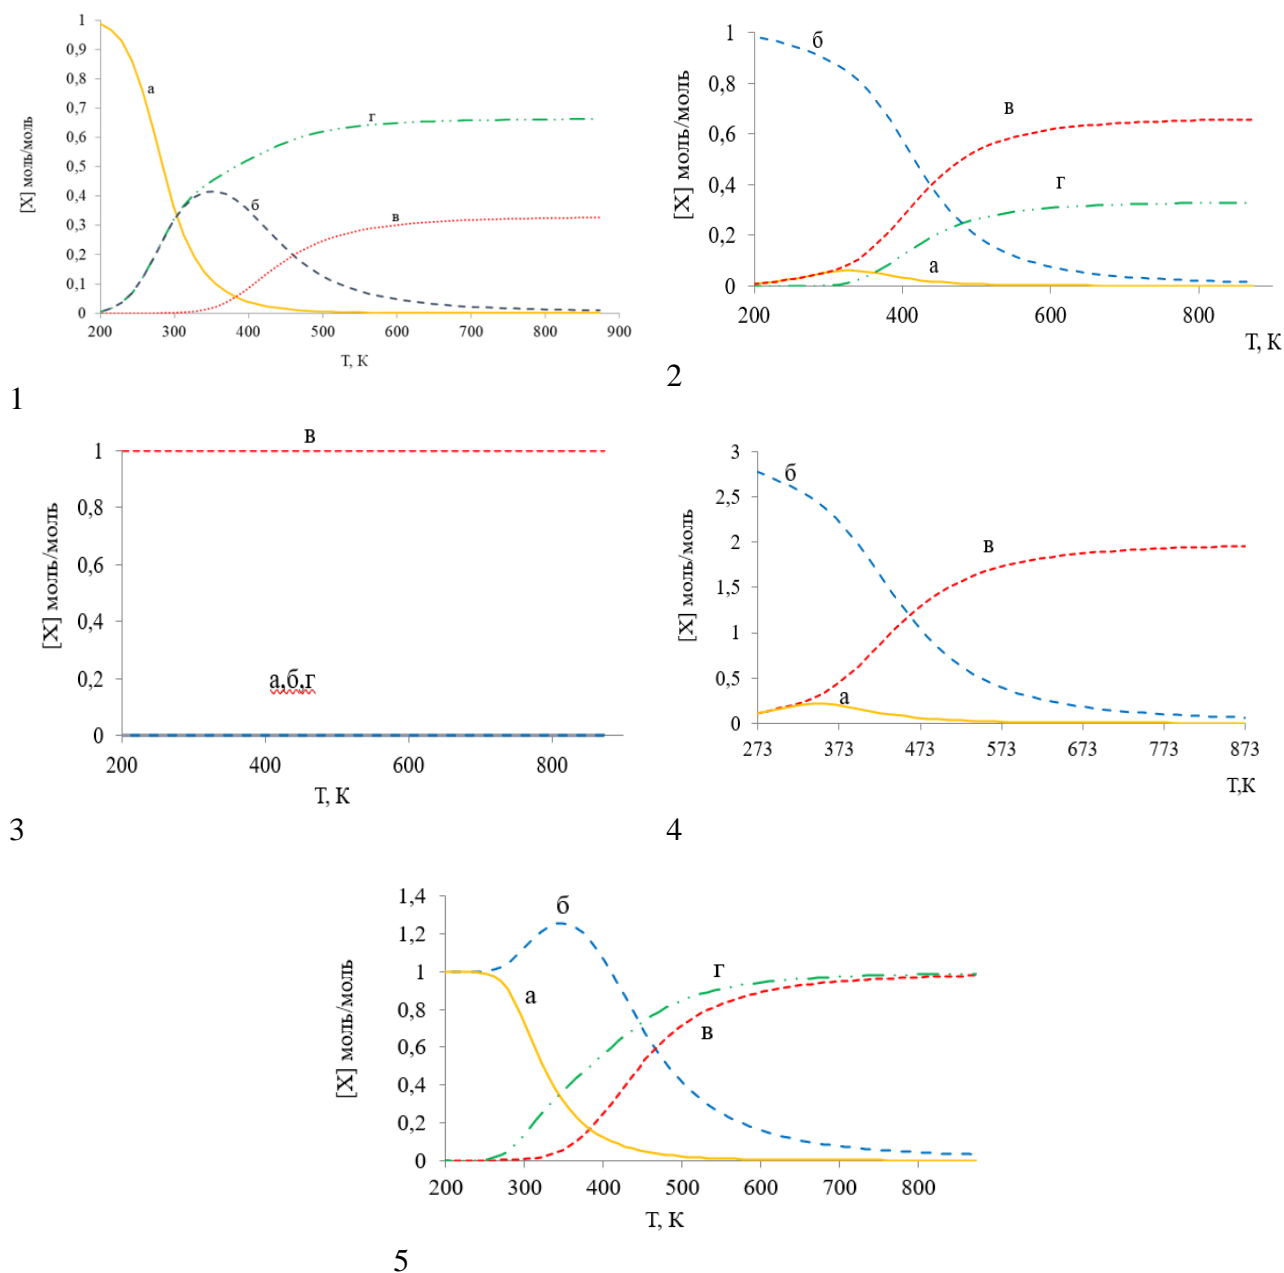 [X] моль/моль
1
0,9
0,8
0,7
0,6
0,5
0,4
0,3
0,2
0,1
0
а
г
б
в
200 300 400 500 600 700 800 900
Т, К
1
[X] моль/моль
1
0,8
0,6
0,4
0,2
0
б
в
г
а
200 400 600 800
Т, К
2
[X] моль/моль
1
0,8
0,6
0,4
0,2
0
в
а,б,г
200 400 600 800
Т, К
3
[X] моль/моль
3
2,5
2
1,5
1
0,5
0
б
в
а
273 373 473 573 673 773 873
Т,К
4
[X] моль/моль
1,4
1,2
1
0,8
0,6
0,4
0,2
0
б
а
г
в
200 300 400 500 600 700 800
Т, К
5